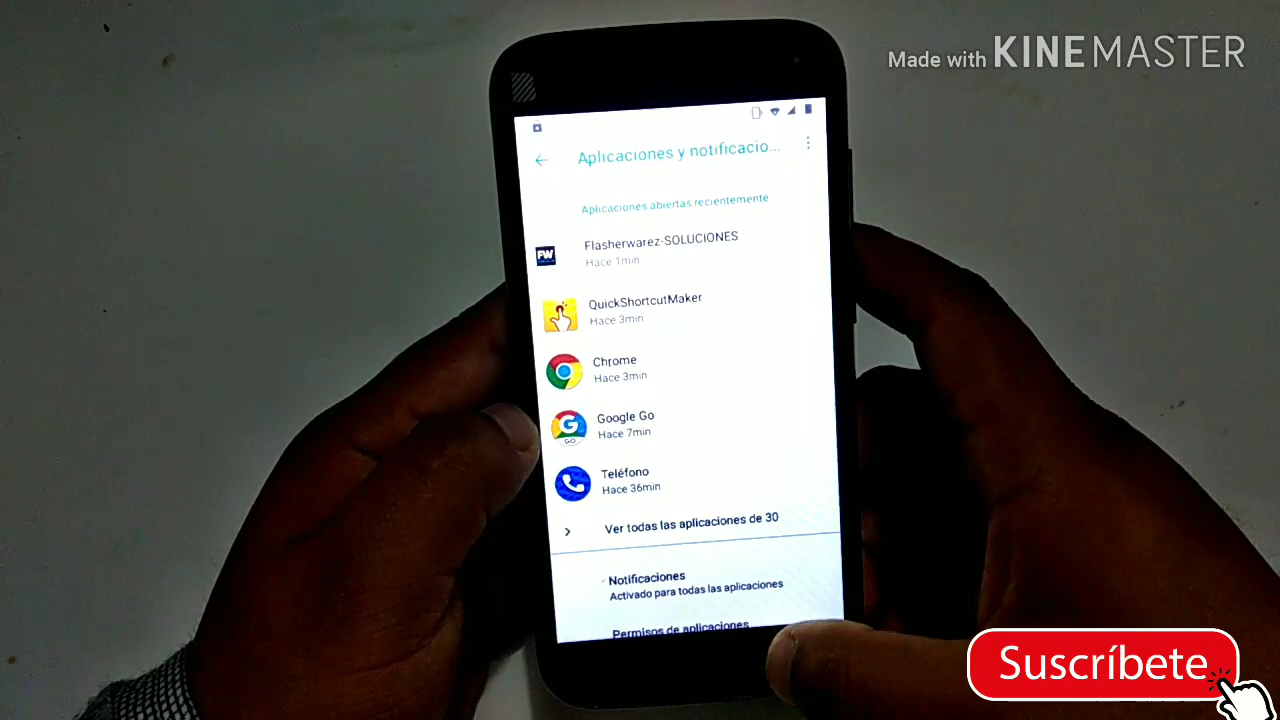 Made with KINEMASTER
Aplicaciones y notificacio...
Aplicaciones abiertas recientemente
FW
Flasherwarez-SOLUCIONES
Hace 1min
QuickShortcutMaker
Hace 3min
Chrome
Hace 3min
G
GO
Google Go
Hace 7min
Teléfono
Hace 36min
Ver todas las aplicaciones de 30
Notificaciones
Activado para todas las aplicaciones
Permisos de aplicaciones
Suscríbete